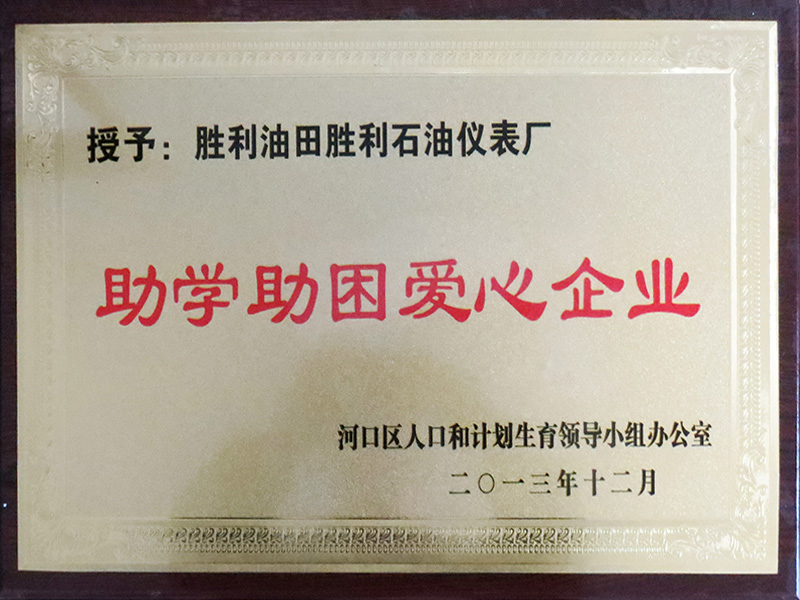 授予：胜利油田胜利石油仪表厂
助学助困爱心企业
河口区人口和计划生育领导小组办公室
二〇一三年十二月